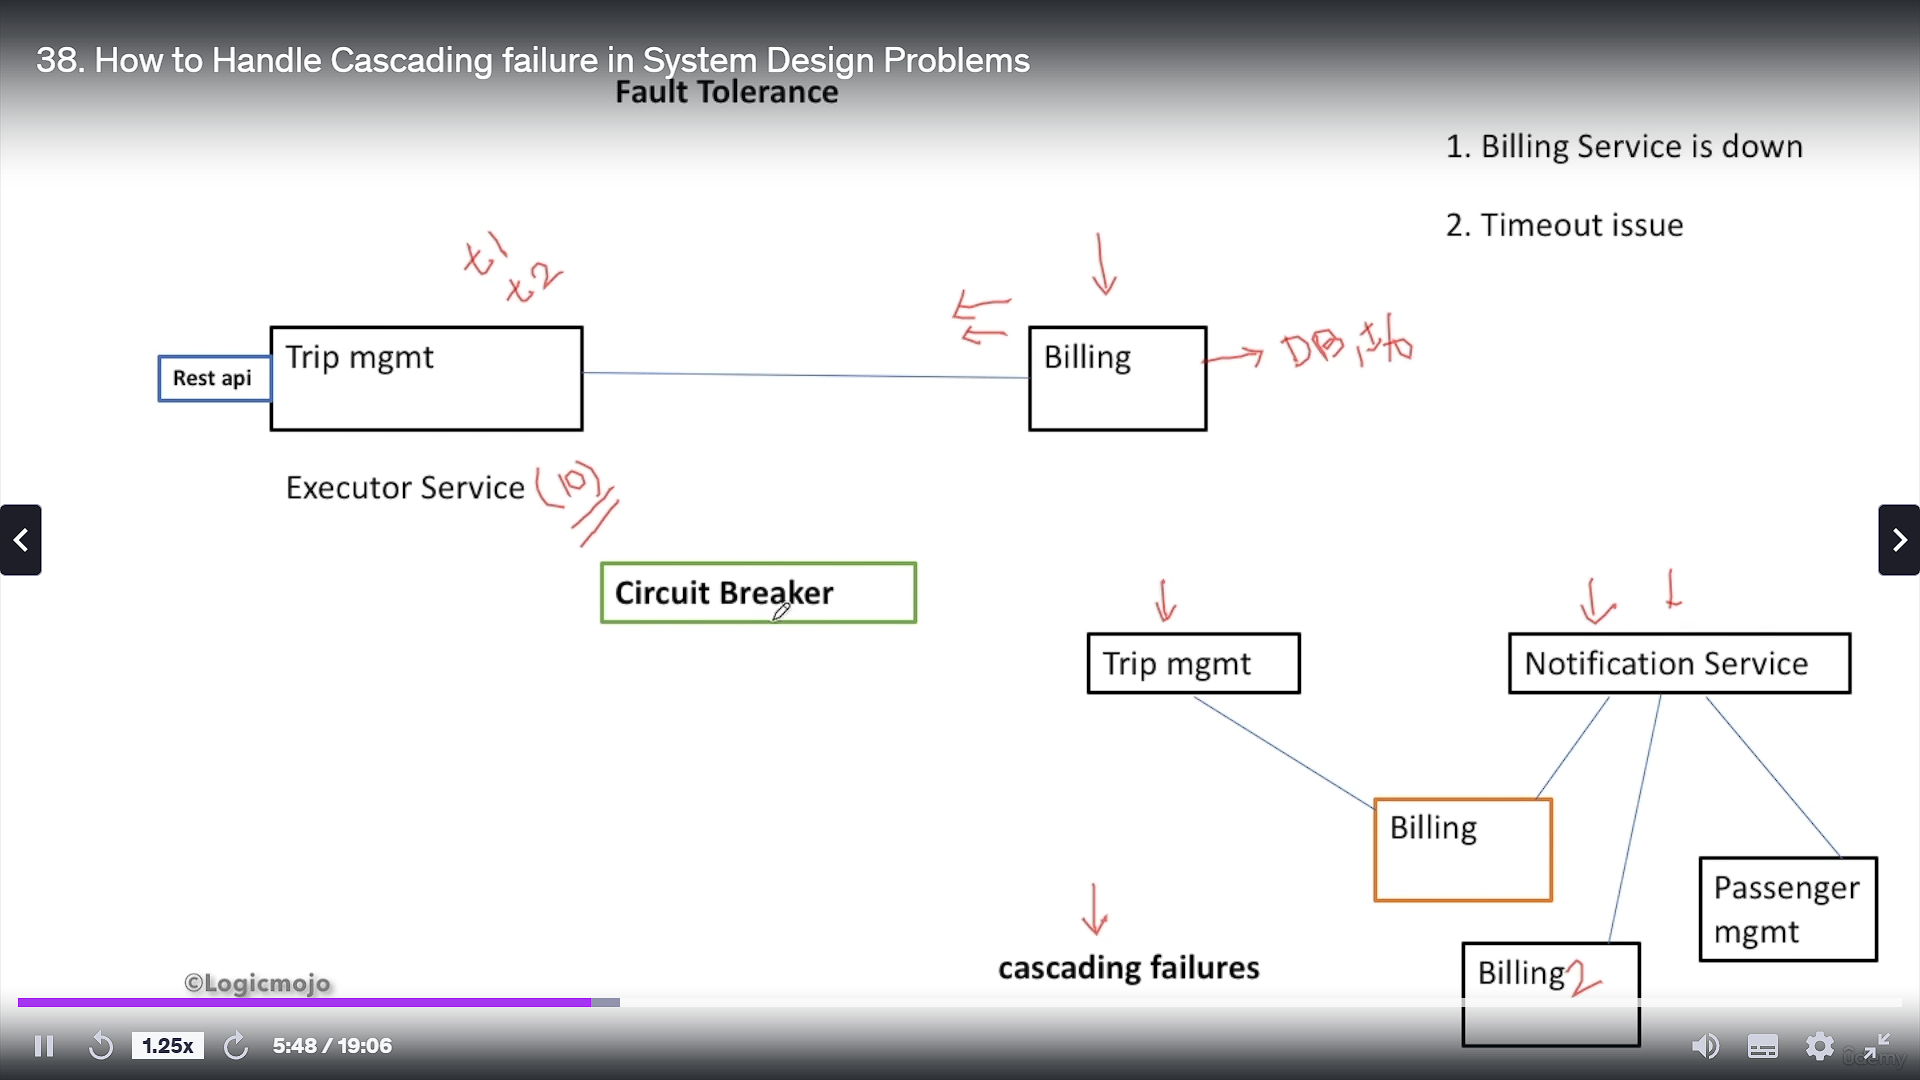 38. How to Handle Cascading failure in System Design Problems
Fault Tolerance
1. Billing Service is down
2. Timeout issue
t1
t2
Rest api
Trip mgmt
Billing
DB, I/o
Executor Service (10)
Circuit Breaker
Trip mgmt
Notification Service
Billing
Passenger
mgmt
cascading failures
Billing2
©Logicmojo
1.25x
5:48 / 19:06
ûdemy